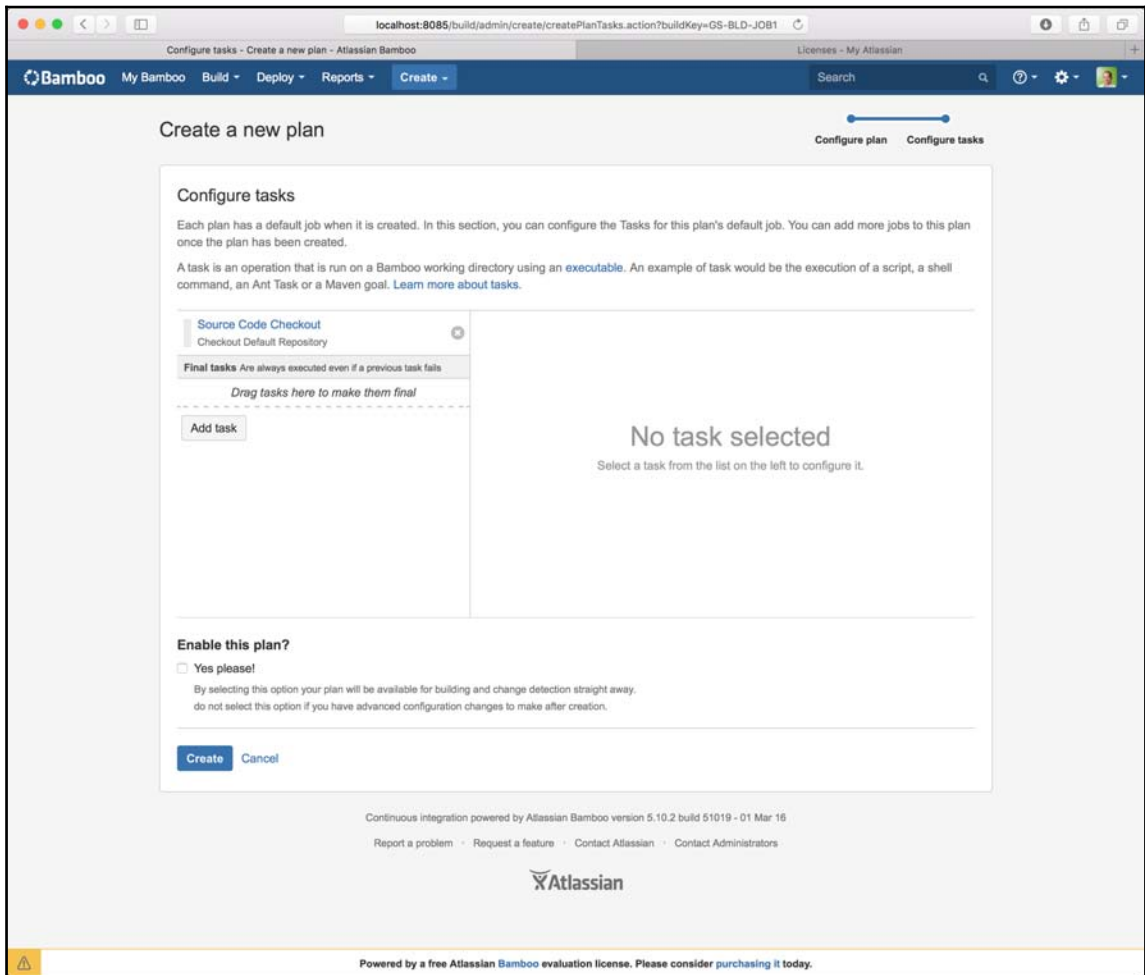 localhost:8085/build/admin/create/createPlanTasks.action?buildKey=GS-BLD-JOB1
Configure tasks - Create a new plan - Atlassian Bamboo
Licenses - My Atlassian
Bamboo My Bamboo Build Deploy Reports Create Search
Create a new plan
Configure plan Configure tasks
Configure tasks
Each plan has a default job when it is created. In this section, you can configure the Tasks for this plan's default job. You can add more jobs to this plan
once the plan has been created.
A task is an operation that is run on a Bamboo working directory using an executable. An example of task would be the execution of a script, a shell
command, an Ant Task or a Maven goal. Learn more about tasks.
Source Code Checkout
Checkout Default Repository
Final tasks Are always executed even if a previous task fails
Drag tasks here to make them final
Add task
No task selected
Select a task from the list on the left to configure it.
Enable this plan?
Yes please!
By selecting this option your plan will be available for building and change detection straight away.
do not select this option if you have advanced configuration changes to make after creation.
Create Cancel
Continuous integration powered by Atlassian Bamboo version 5.10.2 build 51019 - 01 Mar 16
Report a problem · Request a feature · Contact Atlassian · Contact Administrators
Atlassian
Powered by a free Atlassian Bamboo evaluation license. Please consider purchasing it today.